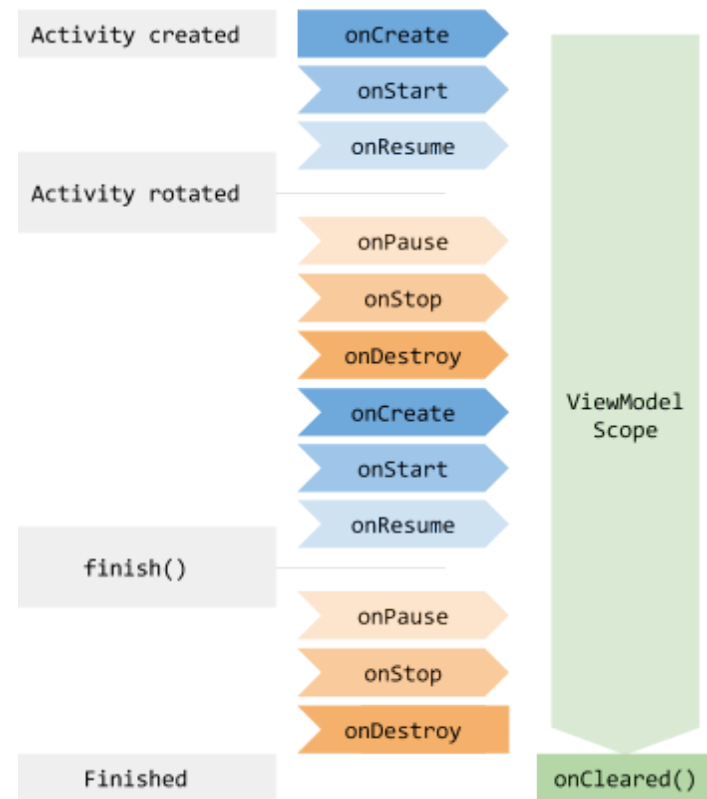 Activity created
onCreate
onStart
onResume
Activity rotated
onPause
onStop
onDestroy
onCreate
ViewModel
Scope
onStart
onResume
finish()
onPause
onStop
onDestroy
Finished
onCleared()